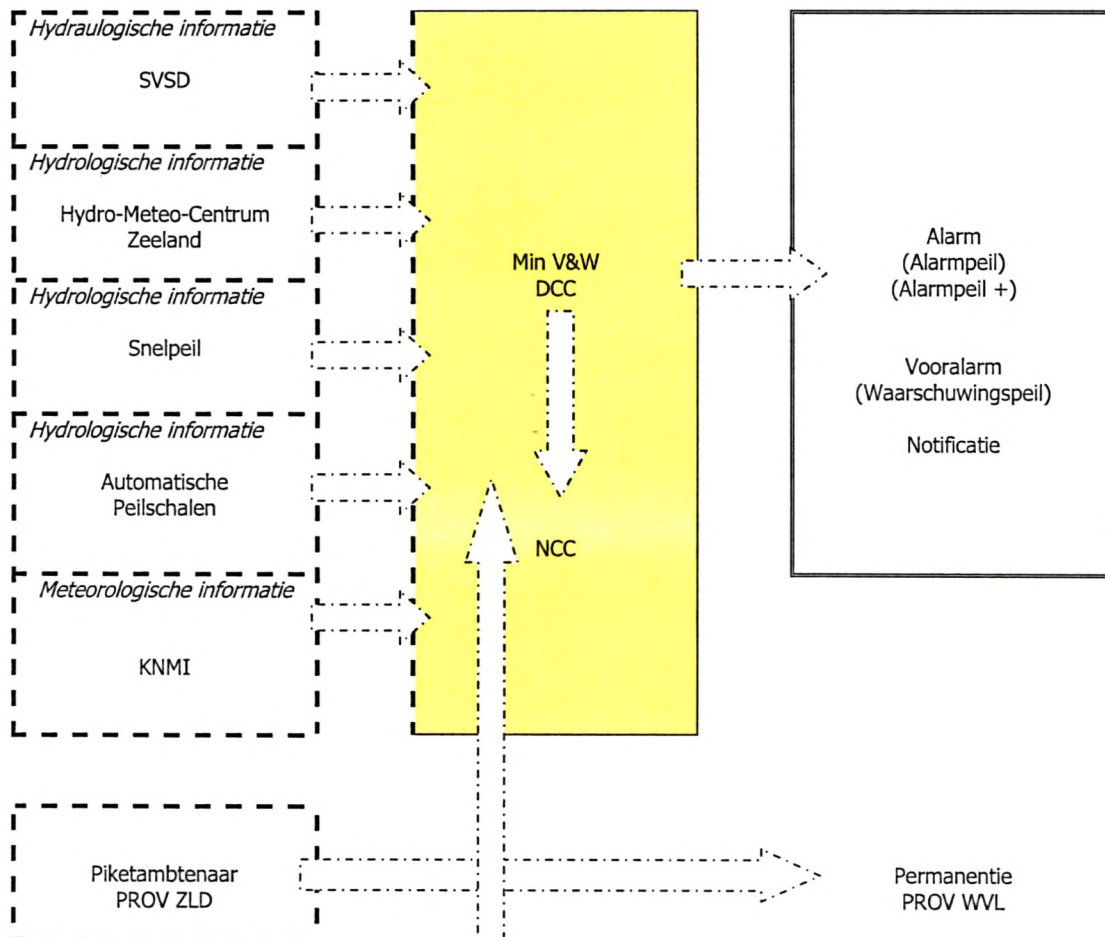 Hydraulogische informatie
SVSD
Hydrologische informatie
Hydro-Meteo-Centrum
Zeeland
Hydrologische informatie
Snelpeil
Hydrologische informatie
Automatische
Peilschalen
Meteorologische informatie
KNMI
Min V&W
DCC
NCC
Alarm
(Alarmpeil)
(Alarmpeil +)
Vooralarm
(Waarschuwingspeil)
Notificatie
Piketambtenaar
PROV ZLD
Permanentie
PROV WVL